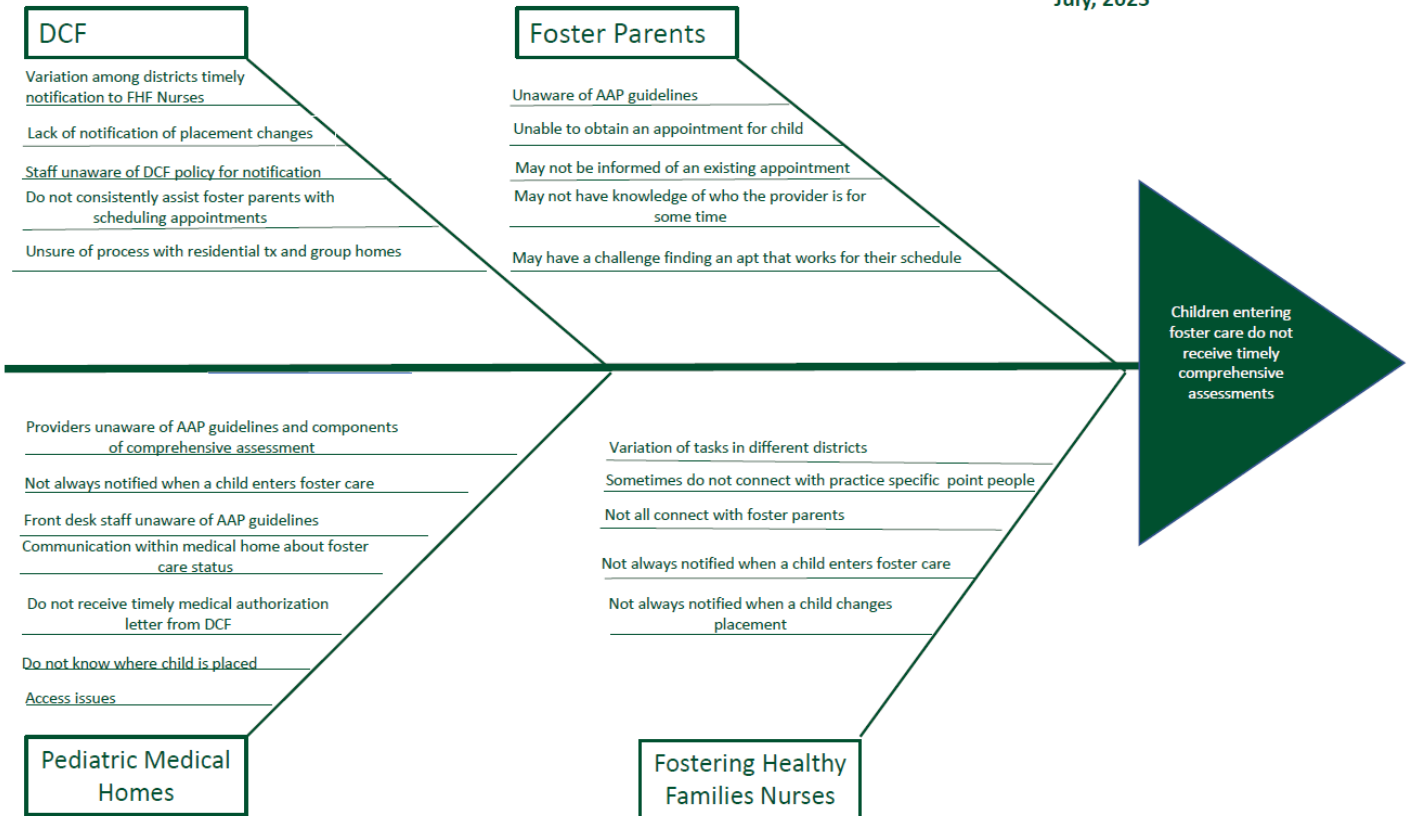 July, 2023
DCF
Variation among districts timely
notification to FHF Nurses
Lack of notification of placement changes
Staff unaware of DCF policy for notification
Do not consistently assist foster parents with
scheduling appointments
Unsure of process with residential tx and group homes
Foster Parents
Unaware of AAP guidelines
Unable to obtain an appointment for child
May not be informed of an existing appointment
May not have knowledge of who the provider is for
some time
May have a challenge finding an apt that works for their schedule
Children entering
foster care do not
receive timely
comprehensive
assessments
Providers unaware of AAP guidelines and components
of comprehensive assessment
Not always notified when a child enters foster care
Front desk staff unaware of AAP guidelines
Communication within medical home about foster
care status
Do not receive timely medical authorization
letter from DCF
Do not know where child is placed
Access issues
Pediatric Medical
Homes
Variation of tasks in different districts
Sometimes do not connect with practice specific point people
Not all connect with foster parents
Not always notified when a child enters foster care
Not always notified when a child changes
placement
Fostering Healthy
Families Nurses